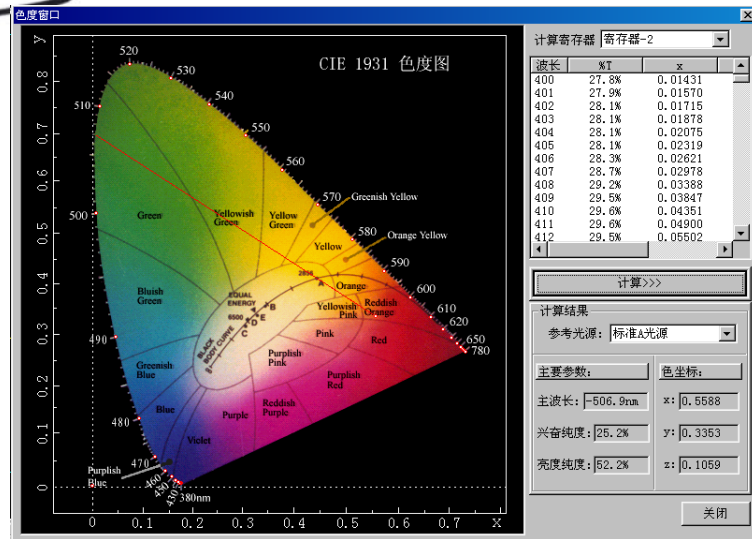 色度窗口
CIE 1931 色度图
y
0.8
0.7
0.6
0.5
0.4
0.3
0.2
0.1
0
0
0.1
0.2
0.3
0.4
0.5
0.6
0.7
X
520
530
540
550
560
570
580
590
600
610
620
650
780
510
500
490
480
470
460
450
430
380nm
Greenish Yellow
Orange Yellow
Green
Yellowish
Green
Yellow
Green
Yellow
Orange
Yellowish
Pink
Reddish
Orange
Bluish
Green
EQUAL
ENERGY
6500
2856
A
B
E
D
C
BLACK
BODY CURVE
Pink
Red
Greenish
Blue
Purplish
Pink
Purplish
Red
Blue
Purple
Reddish
Purple
Violet
Purplish
Blue
计算寄存器 寄存器-2
波长 %T x
400 27.8% 0.01431
401 27.9% 0.01570
402 28.1% 0.01715
403 28.1% 0.01878
404 28.1% 0.02075
405 28.1% 0.02319
406 28.3% 0.02621
407 28.7% 0.02978
408 29.2% 0.03388
409 29.5% 0.03847
410 29.6% 0.04351
411 29.6% 0.04900
412 29.5% 0.05502
计算>>>
计算结果
参考光源: 标准A光源
主要参数: 色坐标:
主波长: -506.9nm x: 0.5588
兴奋纯度: 25.2% y: 0.3353
亮度纯度: 52.2% z: 0.1059
关闭